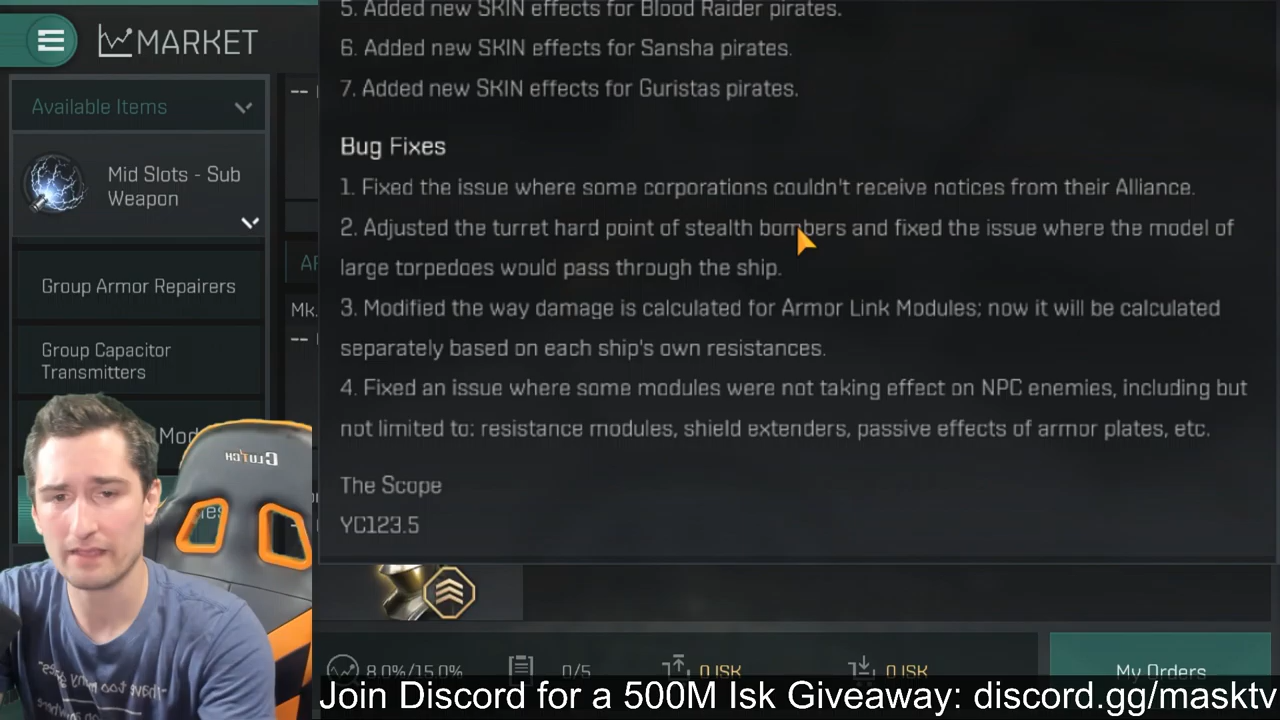 MARKET
Available Items
Mid Slots - Sub
Weapon
Group Armor Repairers
Group Capacitor
Transmitters
5. Added new SKIN effects for Blood Raider pirates.
6. Added new SKIN effects for Sansha pirates.
7. Added new SKIN effects for Guristas pirates.
Bug Fixes
1. Fixed the issue where some corporations couldn't receive notices from their Alliance.
2. Adjusted the turret hard point of stealth bombers and fixed the issue where the model of
large torpedoes would pass through the ship.
3. Modified the way damage is calculated for Armor Link Modules; now it will be calculated
separately based on each ship's own resistances.
4. Fixed an issue where some modules were not taking effect on NPC enemies, including but
not limited to: resistance modules, shield extenders, passive effects of armor plates, etc.
The Scope
YC123.5
Mk.
CLUTCH
8.0%/15.0%
0/5
0 ISK
0 ISK
My Orders
Join Discord for a 500M Isk Giveaway: discord.gg/masktv